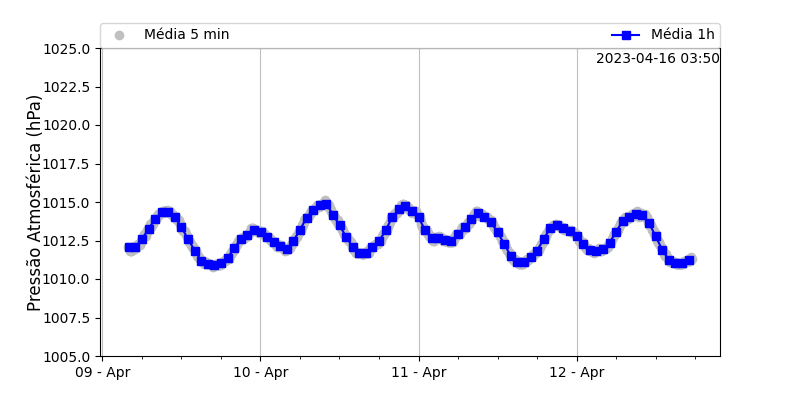 Média 5 min
Média 1h
2023-04-16 03:50
Pressão Atmosférica (hPa)
1025.0
1022.5
1020.0
1017.5
1015.0
1012.5
1010.0
1007.5
1005.0
09 - Apr
10 - Apr
11 - Apr
12 - Apr